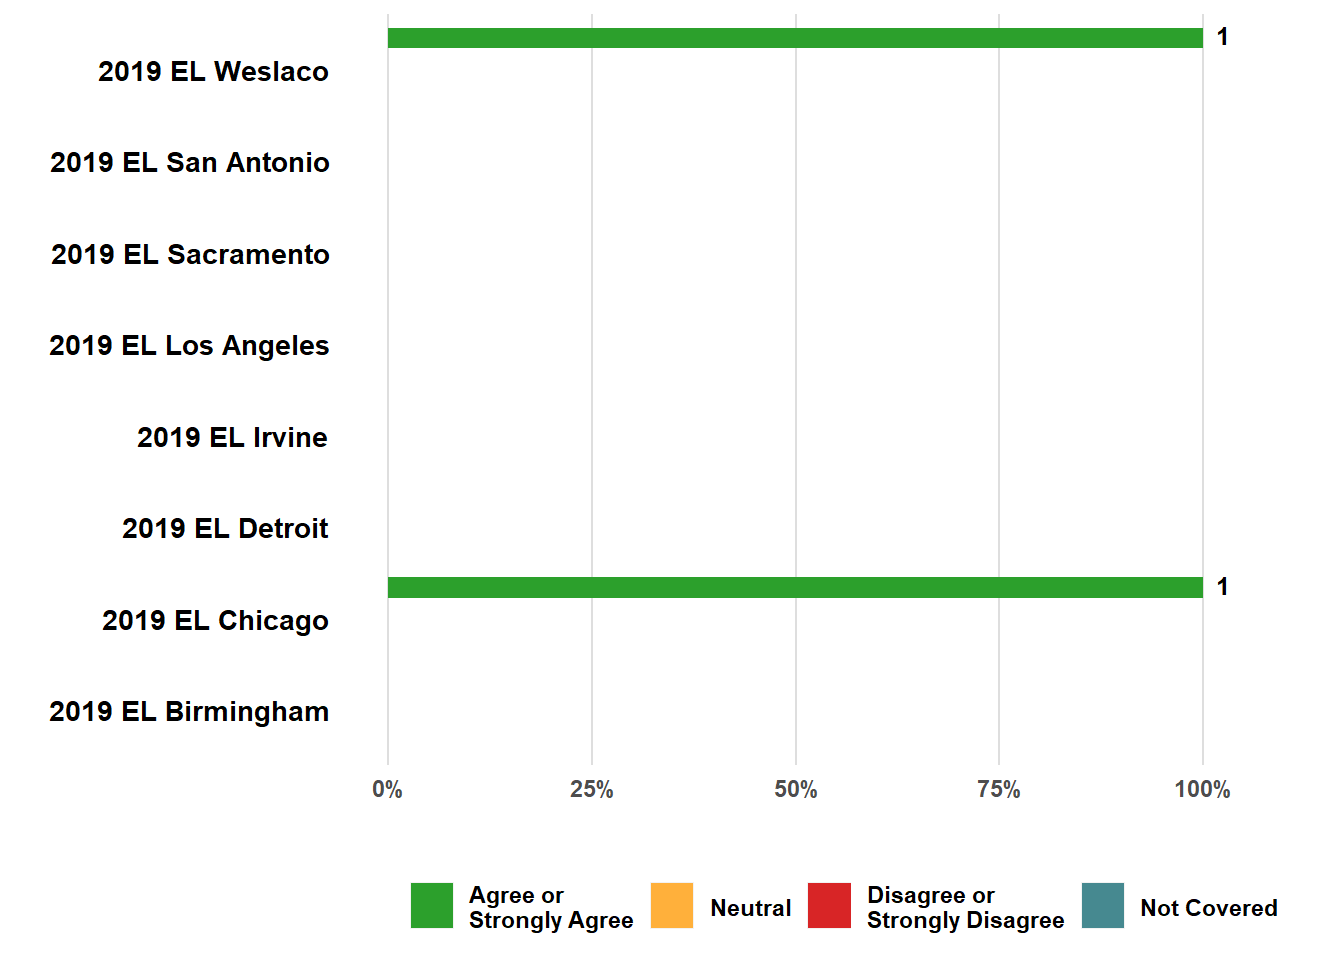 1
2019 EL Weslaco
2019 EL San Antonio
2019 EL Sacramento
2019 EL Los Angeles
2019 EL Irvine
2019 EL Detroit
1
2019 EL Chicago
2019 EL Birmingham
0% 25% 50% 75% 100%
Agree or
Strongly Agree
Neutral
Disagree or
Strongly Disagree
Not Covered